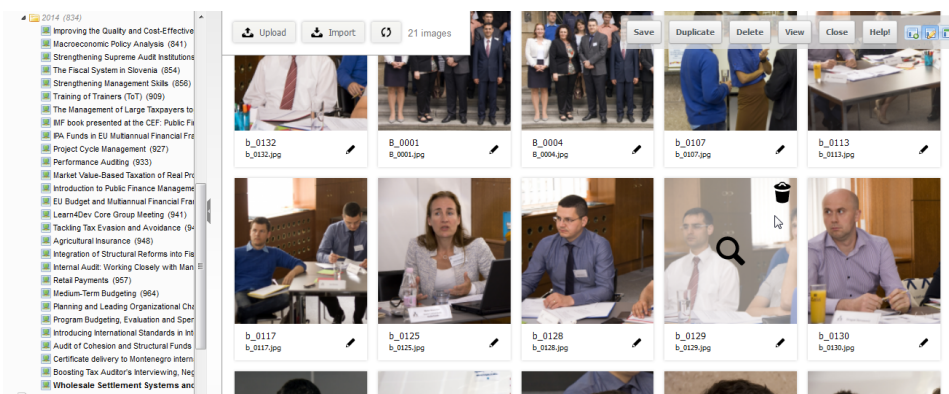 2014 (834)
Improving the Quality and Cost-Effective
Macroeconomic Policy Analysis (841)
Strengthening Supreme Audit Institutions
The Fiscal System in Slovenia (854)
Strengthening Management Skills (856)
Training of Trainers (ToT) (909)
The Management of Large Taxpayers to
IMF book presented at the CEF: Public Fi
IPA Funds in EU Multiannual Financial Fra
Project Cycle Management (927)
Performance Auditing (933)
Market Value-Based Taxation of Real Pro
Introduction to Public Finance Manageme
EU Budget and Multiannual Financial Fran
Learn4Dev Core Group Meeting (941)
Tackling Tax Evasion and Avoidance (94
Agricultural Insurance (948)
Integration of Structural Reforms into Fis
Internal Audit: Working Closely with Man
Retail Payments (957)
Medium-Term Budgeting (964)
Planning and Leading Organizational Cha
Program Budgeting, Evaluation and Sper
Introducing International Standards in Int
Audit of Cohesion and Structural Funds
Certificate delivery to Montenegro intern
Boosting Tax Auditor's Interviewing, Neg
Wholesale Settlement Systems and
Upload Import 21 images
Save Duplicate Delete View Close Help!
b_0132 B_0001 B_0004 b_0107 b_0113
b_0132.jpg B_0001.jpg B_0004.jpg b_0107.jpg b_0113.jpg
b_0117 b_0125 b_0128 b_0129 b_0130
b_0117.jpg b_0125.jpg b_0128.jpg b_0129.jpg b_0130.jpg